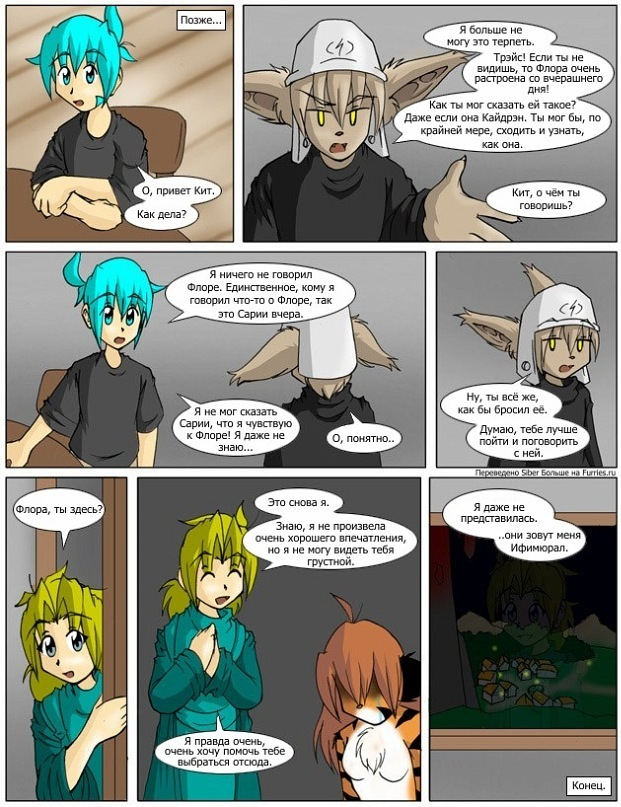 Позже...
О, привет Кит.
Как дела?
Я больше не
могу это терпеть.
Трэйс! Если ты не
видишь, то Флора очень
растроена со вчерашнего
дня!
Как ты мог сказать ей такое?
Даже если она Кайдрэн. Ты мог бы, по
крайней мере, сходить и узнать,
как она.
Кит, о чём ты
говоришь?
Я ничего не говорил
Флоре. Единственное, кому я
говорил что-то о Флоре, так
это Сарии вчера.
Я не мог сказать
Сарии, что я чувствую
к Флоре! Я даже не
знаю...
О, понятно..
Ну, ты всё же,
как бы бросил её.
Думаю, тебе лучше
пойти и поговорить
с ней.
Переведено Siber Больше на Furries.ru
Флора, ты здесь?
Это снова я.
Знаю, я не произвела
очень хорошего впечатления,
но я не могу видеть тебя
грустной.
Я правда очень,
очень хочу помочь тебе
выбраться отсюда.
Я даже не
представилась.
..они зовут меня
Ифимюрал.
Конец.